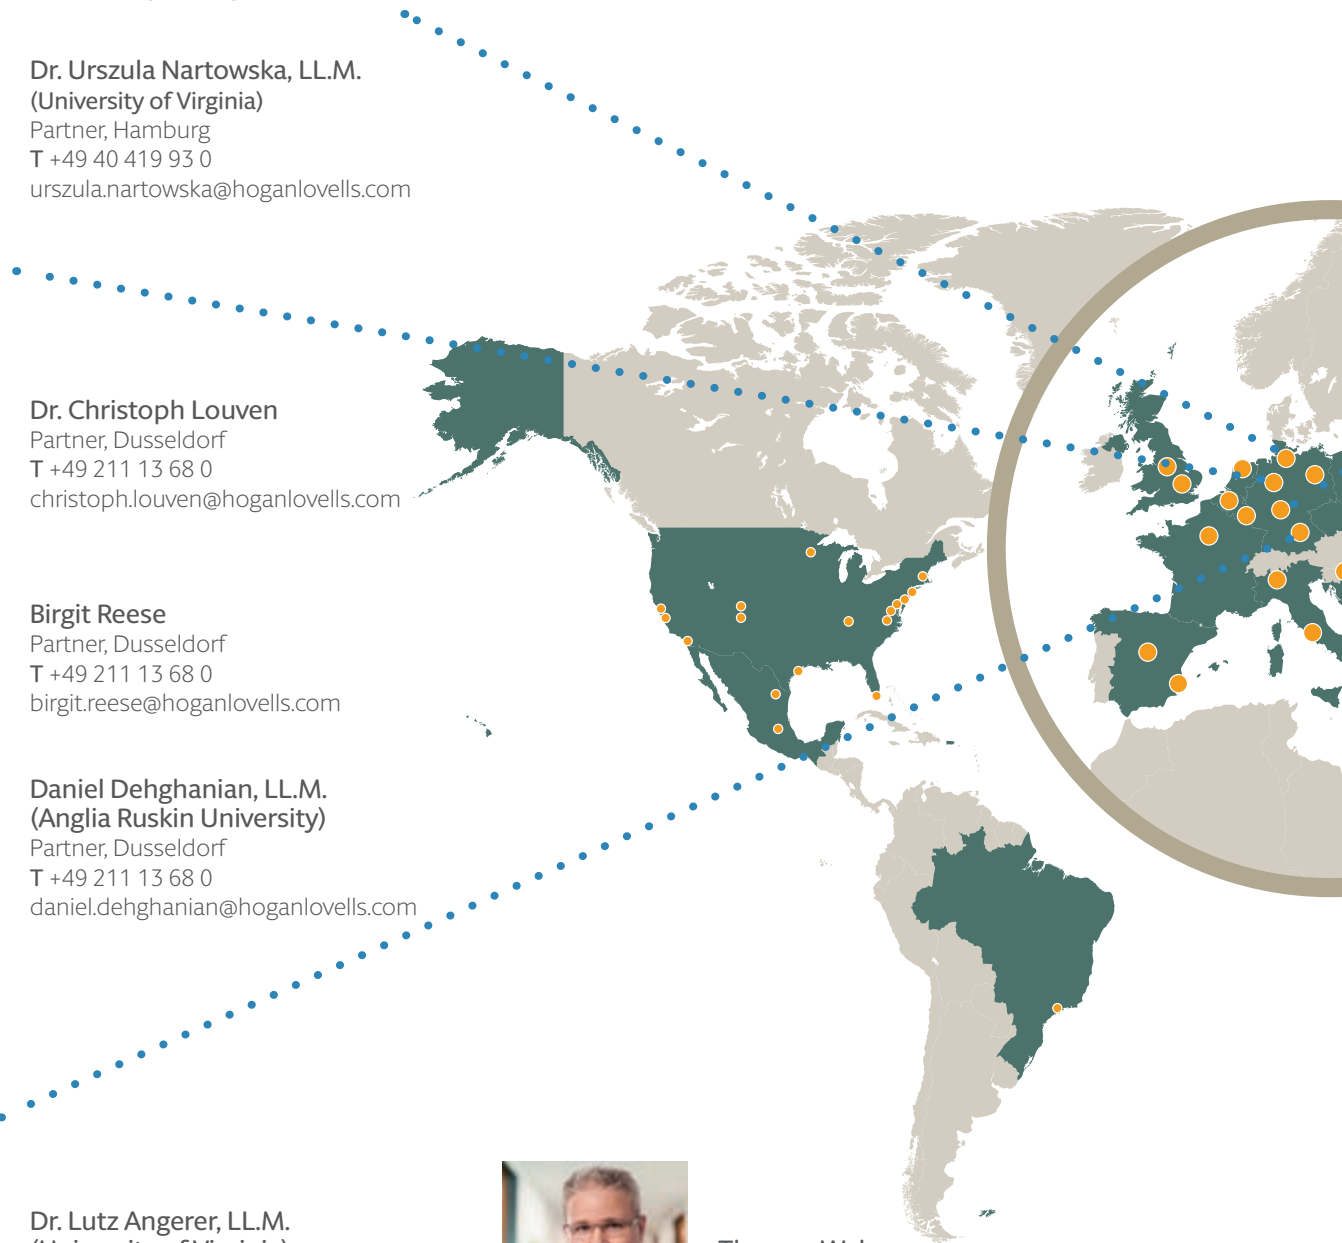 Dr. Urszula Nartowska, LL.M.
(University of Virginia)
Partner, Hamburg
T +49 40 419 93 0
urszula.nartowska@hoganlovells.com
Dr. Christoph Louven
Partner, Dusseldorf
T +49 211 13 68 0
christoph.louven@hoganlovells.com
Birgit Reese
Partner, Dusseldorf
T +49 211 13 68 0
birgit.reese@hoganlovells.com
Daniel Dehghanian, LL.M.
(Anglia Ruskin University)
Partner, Dusseldorf
T +49 211 13 68 0
daniel.dehghanian@hoganlovells.com
Dr. Lutz Angerer, LL.M.
(University of Virginia)